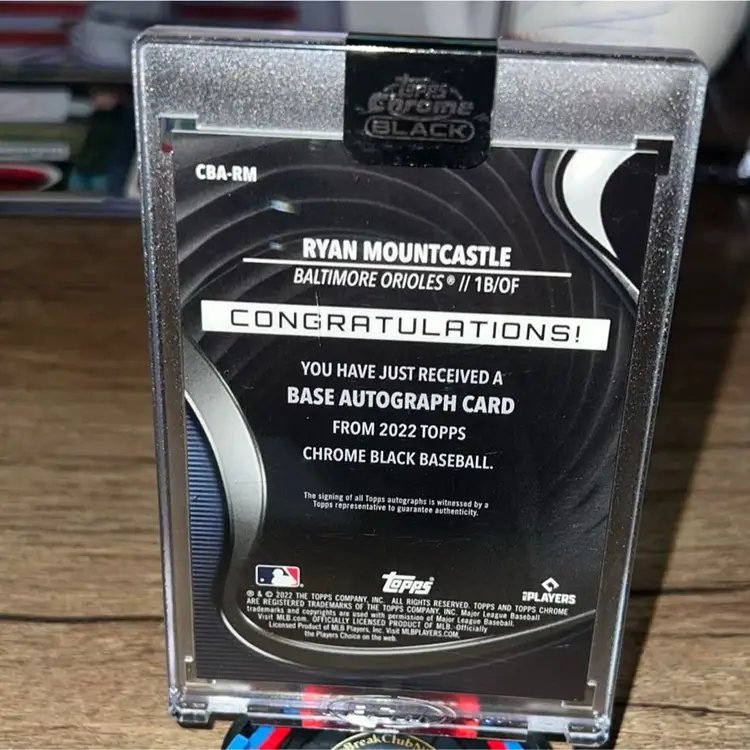 Topps
Chrome
BLACK
CBA-RM
RYAN MOUNTCASTLE
BALTIMORE ORIOLES® // 1B/OF
CONGRATULATIONS!
YOU HAVE JUST RECEIVED A
BASE AUTOGRAPH CARD
FROM 2022 TOPPS
CHROME BLACK BASEBALL.
The signing of all Topps autographs is witnessed by a
Topps representative to guarantee authenticity.
topps
PLAYERS
® & © 2022 THE TOPPS COMPANY, INC. ALL RIGHTS RESERVED. TOPPS AND TOPPS CHROME
ARE REGISTERED TRADEMARKS OF THE TOPPS COMPANY, INC. Major League Baseball
trademarks and copyrights are used with permission of Major League Baseball.
Visit MLB.com. OFFICIALLY LICENSED PRODUCT OF MLB. Officially
Licensed Product of MLB Players, Inc. Visit MLBPLAYERS.COM,
the Players Choice on the web.